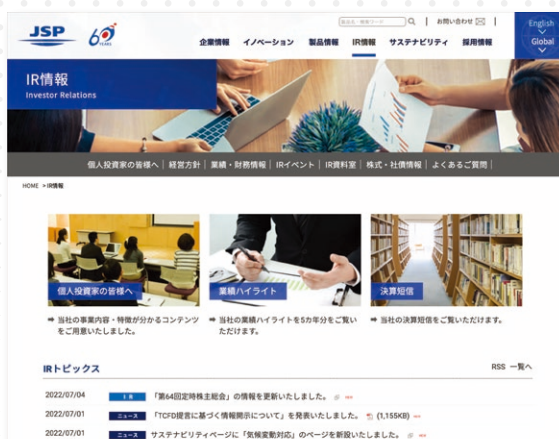 JSP 60 YEARS
製品名・検索ワード お問い合わせ English
企業情報 イノベーション 製品情報 IR情報 サステナビリティ 採用情報 Global
IR情報
Investor Relations
個人投資家の皆様へ | 経営方針 | 業績・財務情報 | IRイベント | IR資料室 | 株式・社債情報 | よくあるご質問 |
HOME > IR情報
個人投資家の皆様へ 業績ハイライト 決算短信
➡ 当社の事業内容・特徴が分かるコンテンツ ➡ 当社の業績ハイライトを5カ年分をご覧い ➡ 当社の決算短信をご覧いただけます。
をご用意いたしました。 ただけます。
IRトピックス RSS 一覧へ
2022/07/04 IR 「第64回定時株主総会」の情報を更新いたしました。
2022/07/01 ニュース 「TCFD提言に基づく情報開示について」を発表いたしました。 (1,155KB)
2022/07/01 ニュース サステナビリティページに「気候変動対応」のページを新設いたしました。